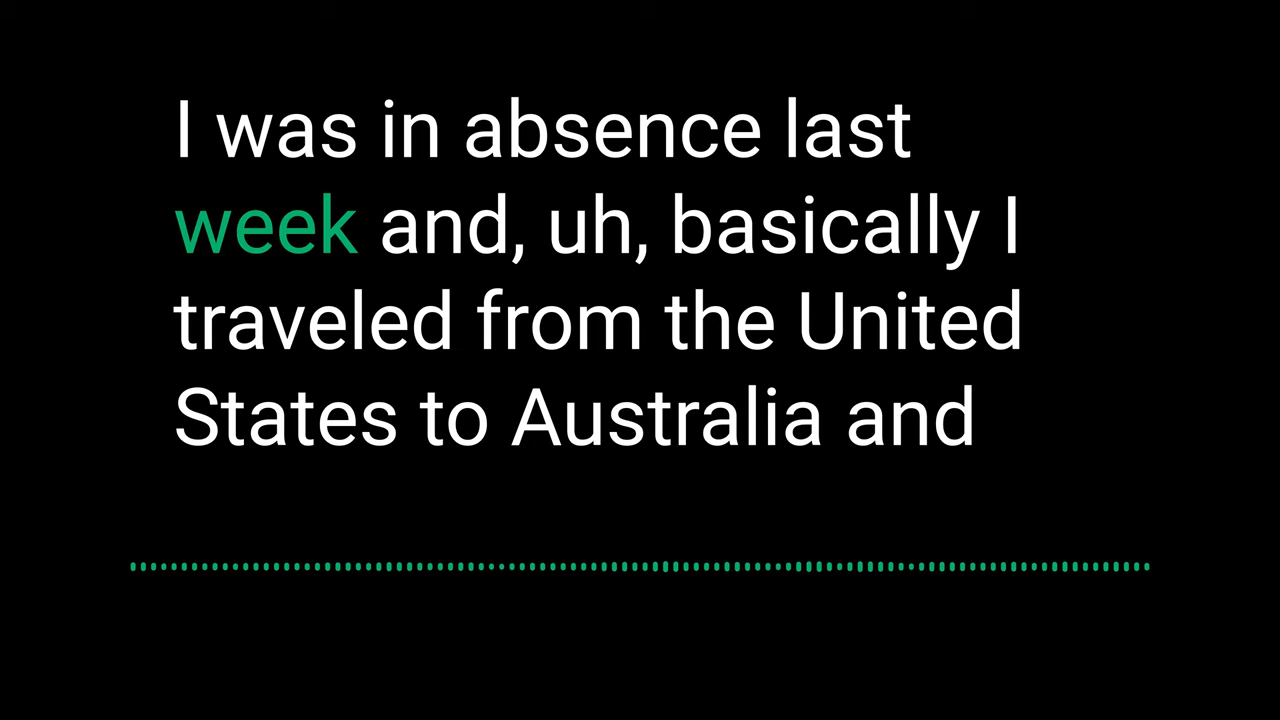 I was in absence last
week and, uh, basically I
traveled from the United
States to Australia and